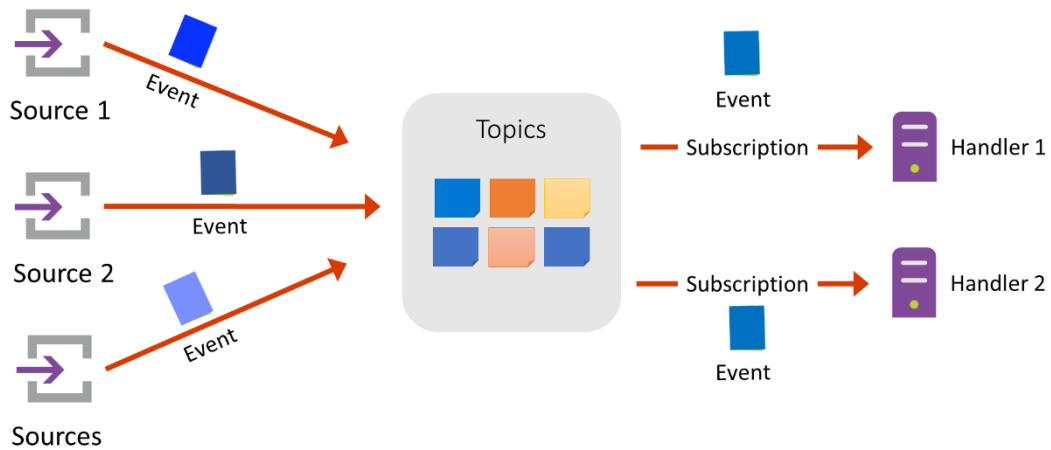 Event
Source 1
Event
Source 2
Event
Sources
Topics
Event
Subscription
Handler 1
Subscription
Handler 2
Event